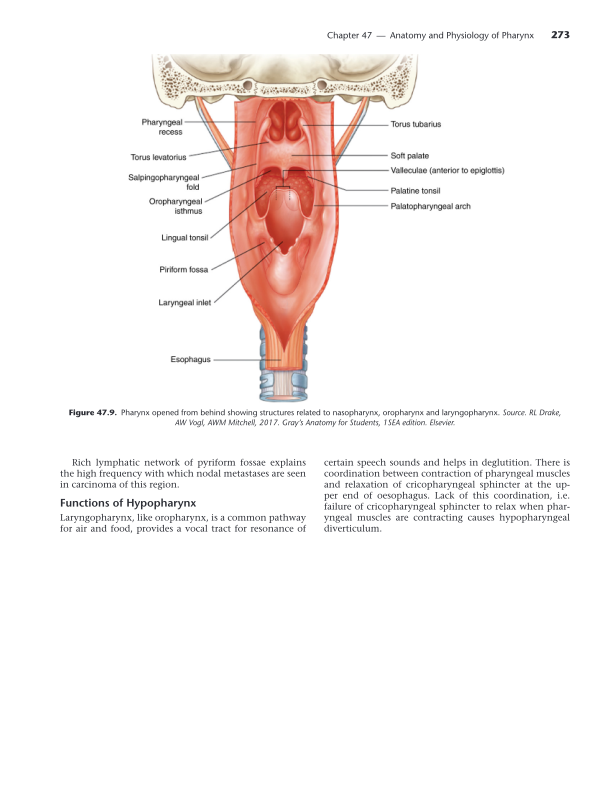 Chapter 47 — Anatomy and Physiology of Pharynx 273
Pharyngeal
recess
Torus levatorius
Salpingopharyngeal
fold
Oropharyngeal
isthmus
Lingual tonsil
Piriform fossa
Laryngeal inlet
Esophagus
Torus tubarius
Soft palate
Valleculae (anterior to epiglottis)
Palatine tonsil
Palatopharyngeal arch
Figure 47.9. Pharynx opened from behind showing structures related to nasopharynx, oropharynx and laryngopharynx. Source. RL Drake,
AW Vogl, AWM Mitchell, 2017. Gray's Anatomy for Students, 1SEA edition. Elsevier.
Rich lymphatic network of pyriform fossae explains
the high frequency with which nodal metastases are seen
in carcinoma of this region.
Functions of Hypopharynx
Laryngopharynx, like oropharynx, is a common pathway
for air and food, provides a vocal tract for resonance of
certain speech sounds and helps in deglutition. There is
coordination between contraction of pharyngeal muscles
and relaxation of cricopharyngeal sphincter at the up-
per end of oesophagus. Lack of this coordination, i.e.
failure of cricopharyngeal sphincter to relax when phar-
yngeal muscles are contracting causes hypopharyngeal
diverticulum.